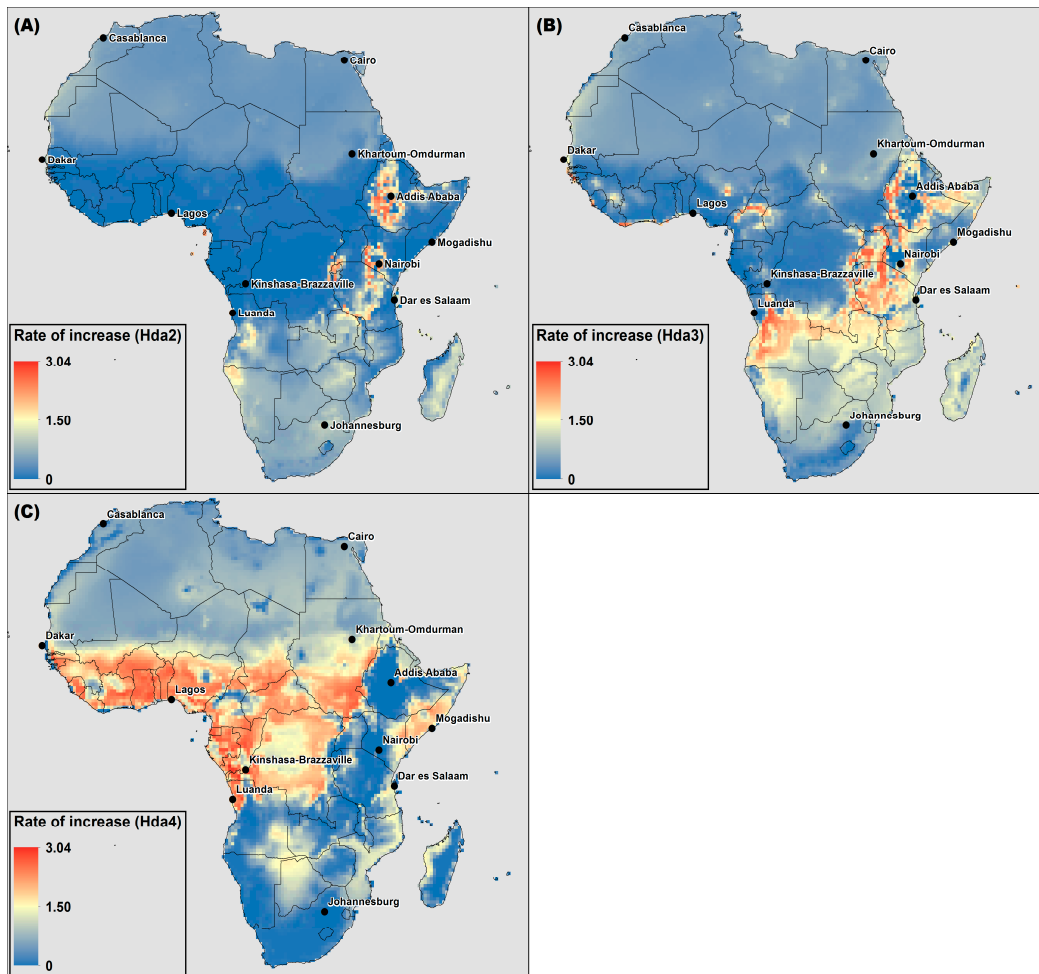 (A)
Casablanca
Cairo
Dakar
Khartoum-Omdurman
Addis Ababa
Lagos
Mogadishu
Nairobi
Kinshasa-Brazzaville
Dar es Salaam
Luanda
Johannesburg
Rate of increase (Hda2)
3.04
1.50
0
(B)
Casablanca
Cairo
Dakar
Khartoum-Omdurman
Addis Ababa
Lagos
Mogadishu
Nairobi
Kinshasa-Brazzaville
Dar es Salaam
Luanda
Johannesburg
Rate of increase (Hda3)
3.04
1.50
0
(C)
Casablanca
Cairo
Dakar
Khartoum-Omdurman
Addis Ababa
Lagos
Mogadishu
Nairobi
Kinshasa-Brazzaville
Dar es Salaam
Luanda
Johannesburg
Rate of increase (Hda4)
3.04
1.50
0